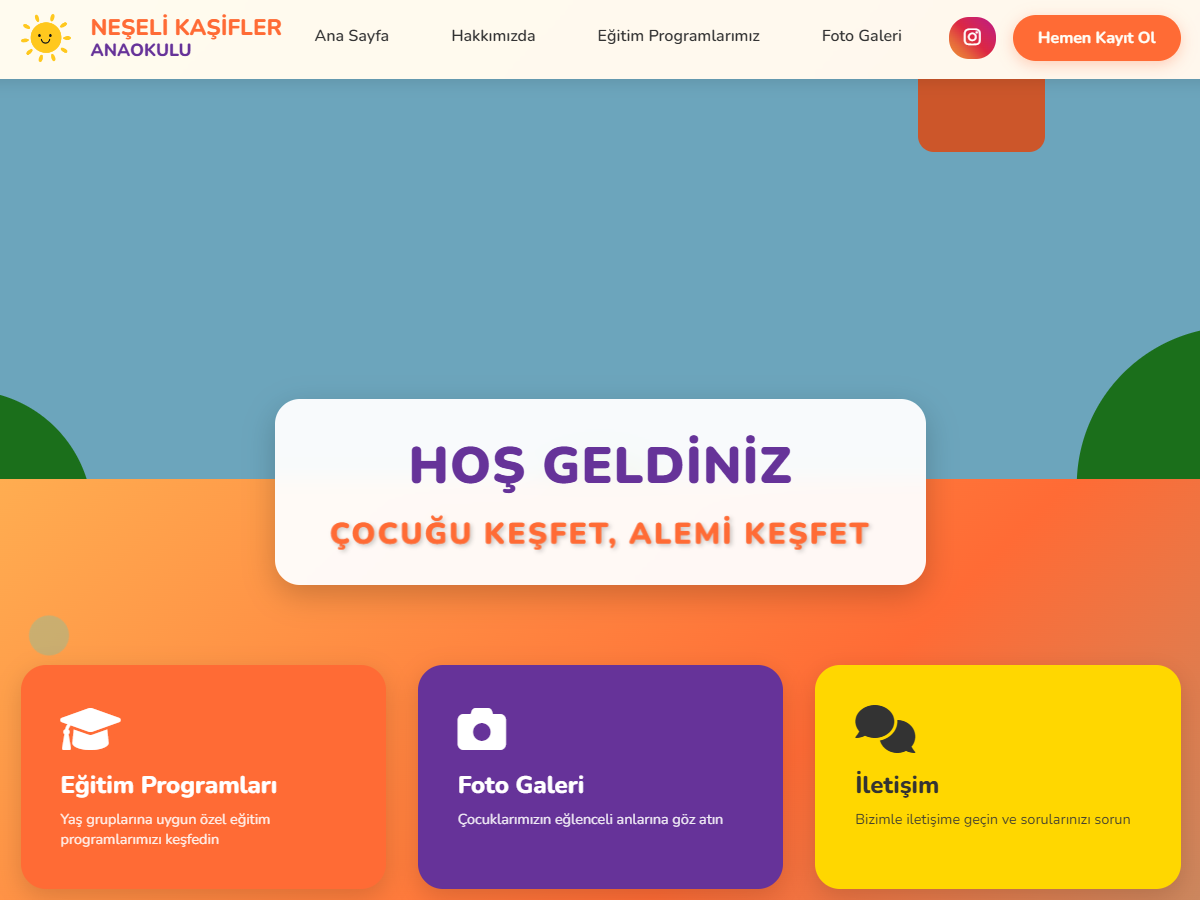 NEŞELİ KAŞİFLER
ANAOKULU
Ana Sayfa
Hakkımızda
Eğitim Programlarımız
Foto Galeri
Hemen Kayıt Ol
HOŞ GELDİNİZ
ÇOCUĞU KEŞFET, ALEMİ KEŞFET
Eğitim Programları
Yaş gruplarına uygun özel eğitim
programlarımızı keşfedin
Foto Galeri
Çocuklarımızın eğlenceli anlarına göz atın
İletişim
Bizimle iletişime geçin ve sorularınızı sorun